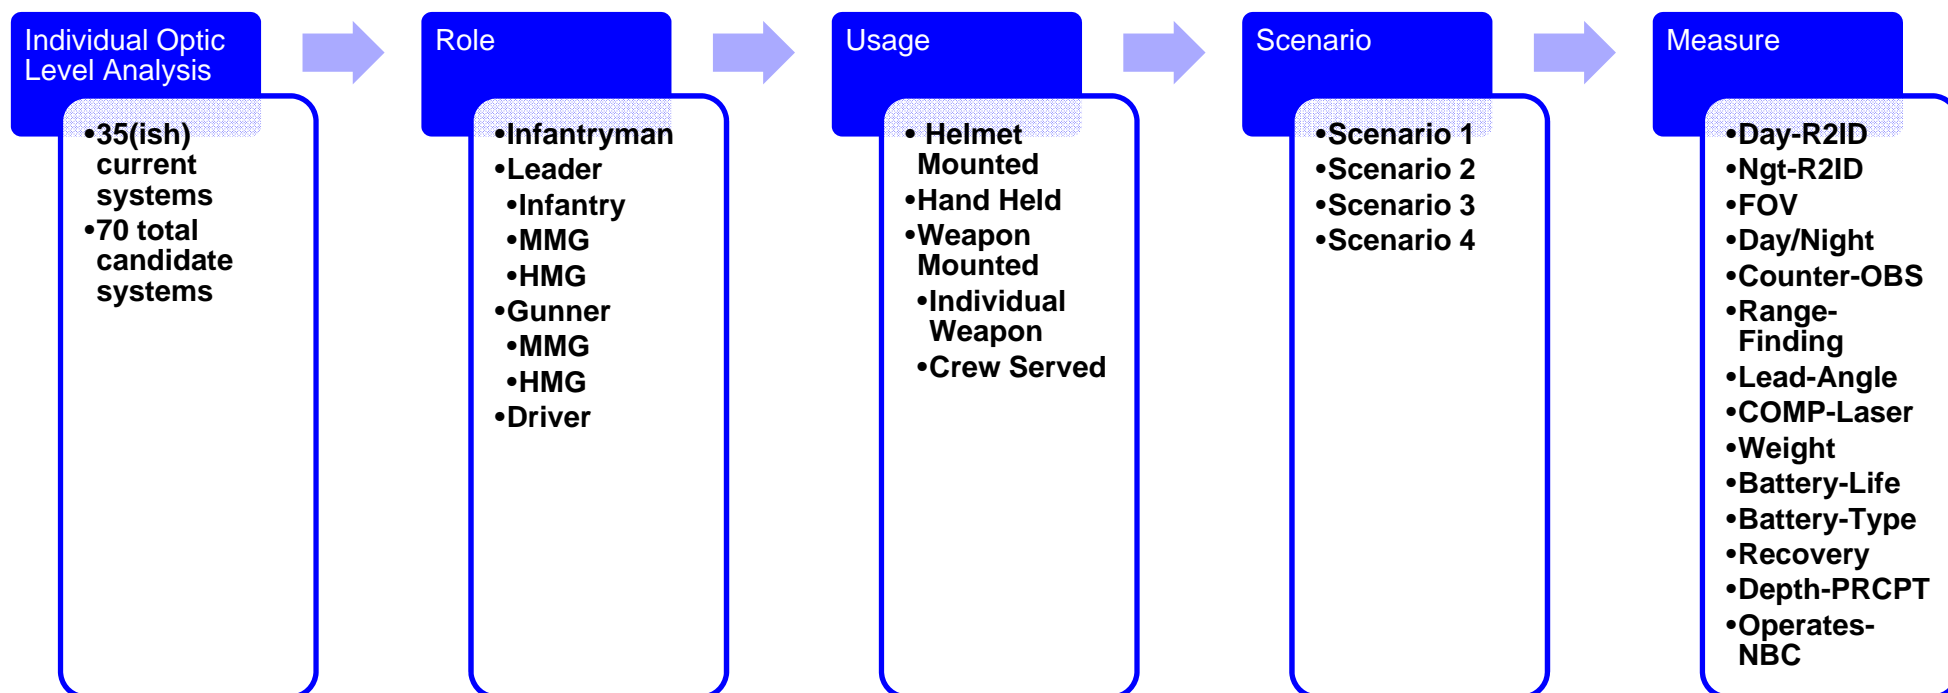 Individual Optic
Level Analysis
•35(ish)
current
systems
•70 total
candidate
systems
Role
•Infantryman
•Leader
•Infantry
•MMG
•HMG
•Gunner
•MMG
•HMG
•Driver
Usage
• Helmet
Mounted
•Hand Held
•Weapon
Mounted
•Individual
Weapon
•Crew Served
Scenario
•Scenario 1
•Scenario 2
•Scenario 3
•Scenario 4
Measure
•Day-R2ID
•Ngt-R2ID
•FOV
•Day/Night
•Counter-OBS
•Range-
Finding
•Lead-Angle
•COMP-Laser
•Weight
•Battery-Life
•Battery-Type
•Recovery
•Depth-PRCPT
•Operates-
NBC